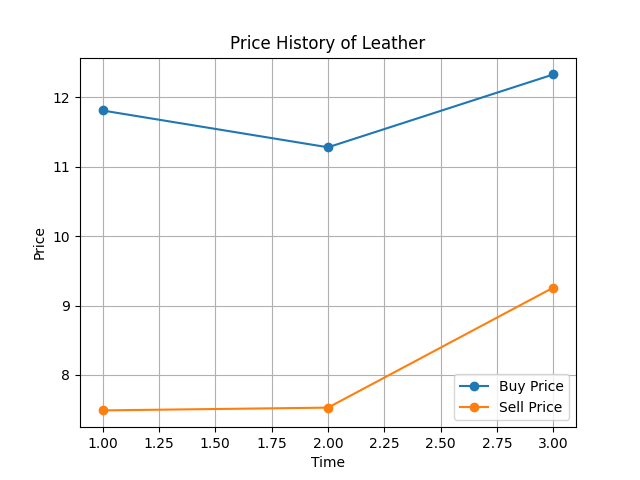 Price History of Leather
12
11
10
9
8
Price
1.00 1.25 1.50 1.75 2.00 2.25 2.50 2.75 3.00
Time
Buy Price
Sell Price